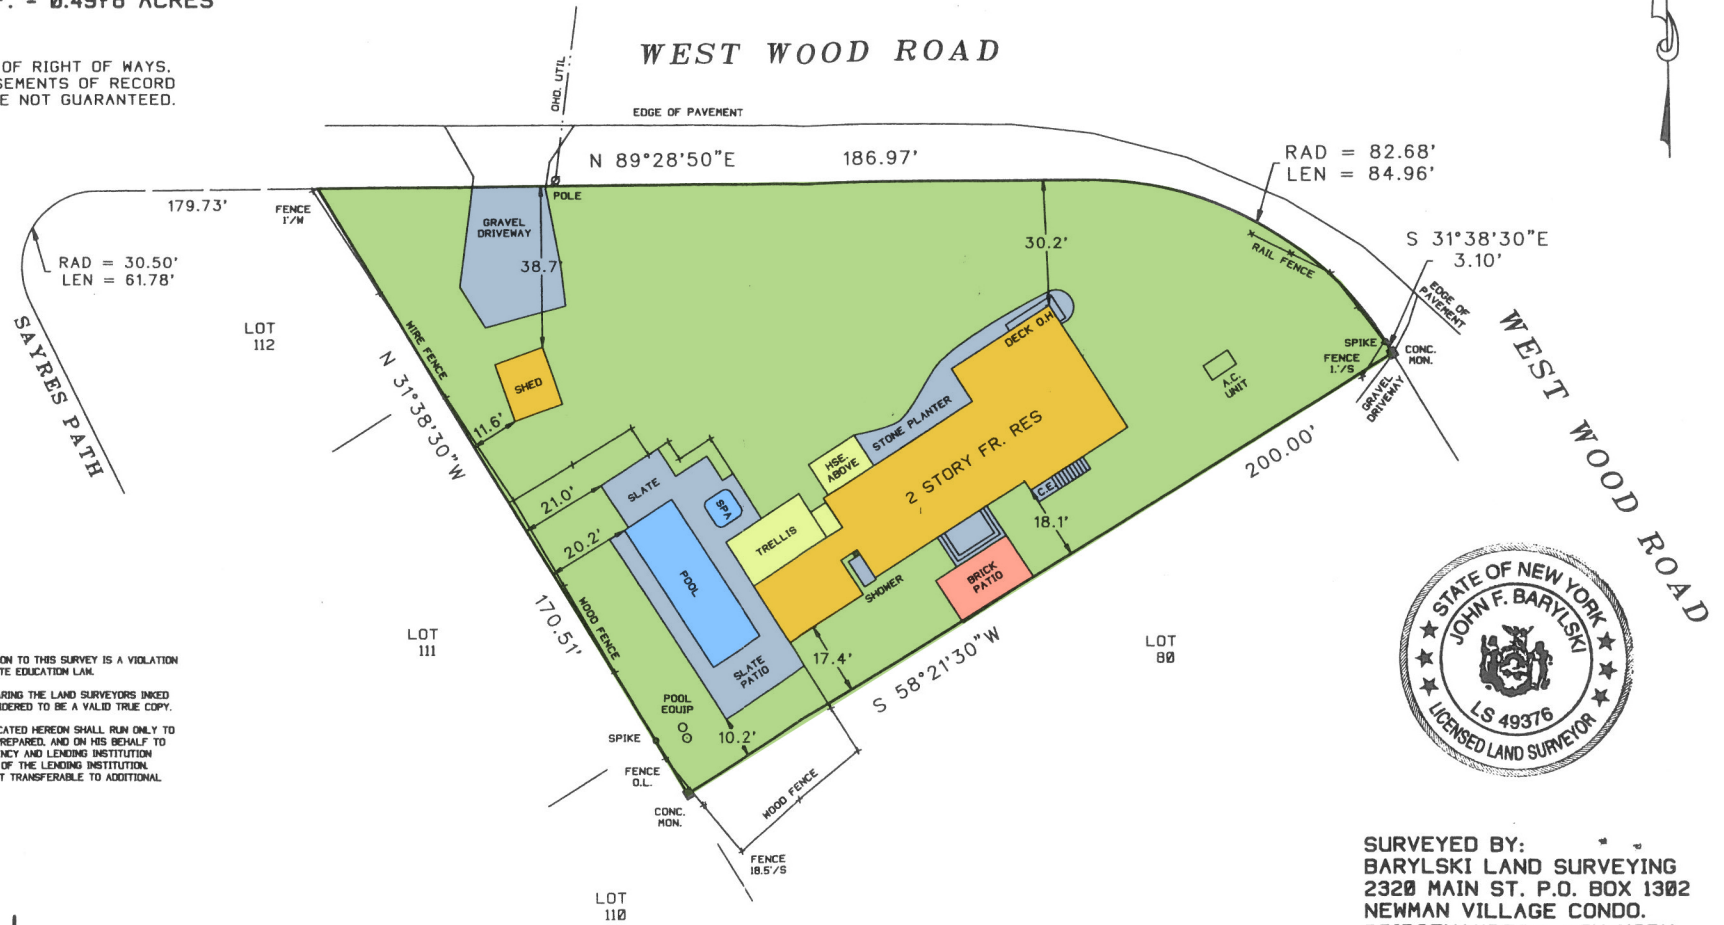 0.4976 ACRES
OF RIGHT OF WAYS,
SEMENTS OF RECORD
E NOT GUARANTEED.
WEST WOOD ROAD
OHD. UTIL
EDGE OF PAVEMENT
N 89°28'50"E 186.97'
RAD = 82.68'
LEN = 84.96'
S 31°38'30"E
3.10'
179.73'
FENCE
1'/W
POLE
GRAVEL
DRIVEWAY
38.7'
30.2'
RAIL FENCE
EDGE OF
PAVEMENT
RAD = 30.50'
LEN = 61.78'
SAYRES PATH
LOT
112
WIRE FENCE
N 31°38'30"W
SHED
11.6'
DECK O.H.
SPIKE
FENCE
1.'/S
CONC.
MON.
GRAVEL
DRIVEWAY
A.C.
UNIT
WEST WOOD ROAD
STONE PLANTER
HSE.
ABOVE
2 STORY FR. RES
200.00'
SLATE
21.0'
SPA
C.E.
20.2'
TRELLIS
18.1'
POOL
SHOWER
BRICK
PATIO
WOOD FENCE
170.51'
LOT
111
SLATE
PATIO
17.4'
S 58°21'30"W
LOT
80
POOL
EQUIP
10.2'
SPIKE
FENCE
O.L.
CONC.
MON.
WOOD FENCE
FENCE
18.5'/S
LOT
110
ON TO THIS SURVEY IS A VIOLATION
TE EDUCATION LAW.
RING THE LAND SURVEYORS INKED
IDERED TO BE A VALID TRUE COPY.
CATED HEREON SHALL RUN ONLY TO
REPARED, AND ON HIS BEHALF TO
NCY AND LENDING INSTITUTION
OF THE LENDING INSTITUTION.
T TRANSFERABLE TO ADDITIONAL
STATE OF NEW YORK
JOHN F. BARYLSKI
LS 49376
LICENSED LAND SURVEYOR
SURVEYED BY:
BARYLSKI LAND SURVEYING
2320 MAIN ST. P.O. BOX 1302
NEWMAN VILLAGE CONDO.